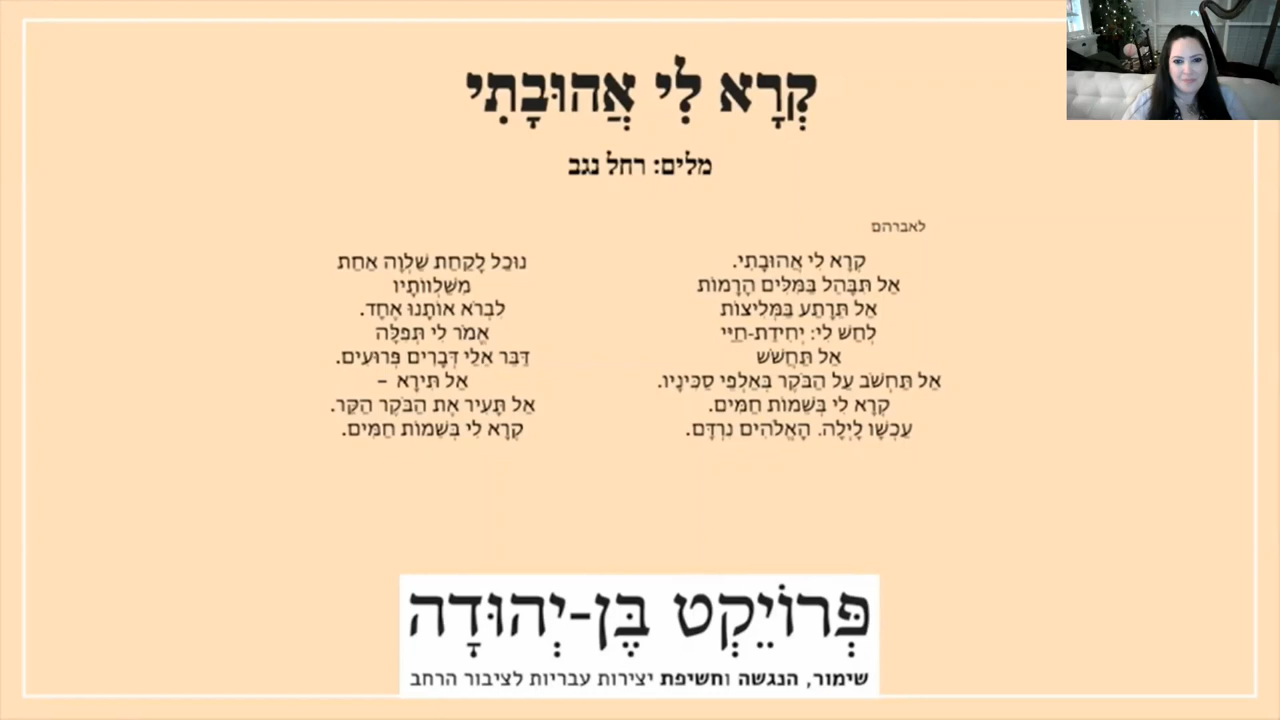 קְרָא לִי אֲהוּבָתִי
מלים: רחל נגב
לאברהם
קְרָא לִי אֲהוּבָתִי.
אַל תִּבָּהֵל בַּמִּלִּים הָרָמוֹת
אַל תֵּרָתַע בַּמְּלִיצוֹת
לְחַשׁ לִי: יְחִידַת-חַיַּי
אַל תַּחֲשֹׁשׁ
אַל תַּחְשֹׁב עַל הַבֹּקֶר בְּאַלְפֵי סַכִּינָיו.
קְרָא לִי בְּשֵׁמוֹת חַמִּים.
עַכְשָׁו לָיְלָה. הָאֱלֹהִים נִרְדָּם.
נוּכַל לָקַחַת שַׁלְוָה אַחַת
מִשַּׁלְווֹתָיו
לִבְרֹא אוֹתָנוּ אֶחָד.
אֱמֹר לִי תְּפִלָּה
דַּבֵּר אֵלַי דְּבָרִים פְּרוּעִים.
אַל תִּירָא –
אַל תָּעִיר אֶת הַבֹּקֶר הַקַּר.
קְרָא לִי בְּשֵׁמוֹת חַמִּים.
פְּרוֹיֵקְט בֶּן-יְהוּדָה
שימור, הנגשה וחשיפת יצירות עבריות לציבור הרחב